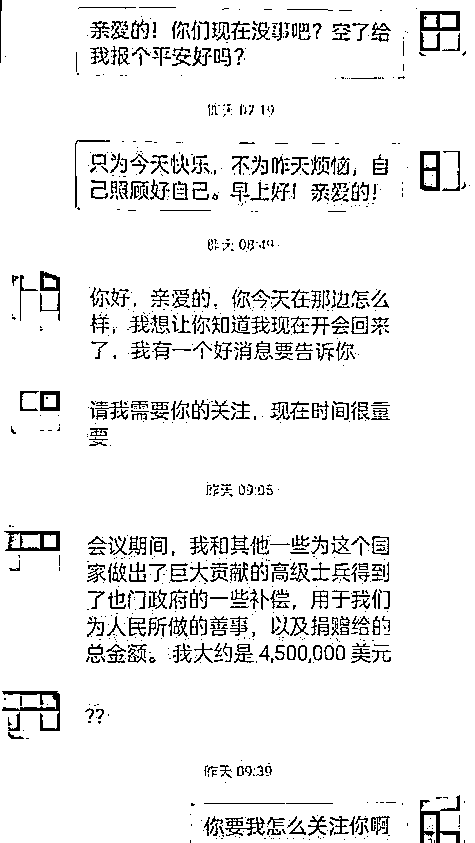 亲爱的！你们现在没事吧？空了给
我报个平安好吗？
昨天 07:19
只为今天快乐，不为昨天烦恼，自
己照顾好自己。早上好！亲爱的！
昨天 08:49
你好，亲爱的，你今天在那边怎么
样，我想让你知道我现在开会回来
了，我有一个好消息要告诉你
请我需要你的关注，现在时间很重
要
昨天 09:05
会议期间，我和其他一些为这个国
家做出了巨大贡献的高级士兵得到
了也门政府的一些补偿，用于我们
为人民所做的善事，以及捐赠给的
总金额。我大约是 4,500,000 美元
??
昨天 09:39
你要我怎么关注你啊